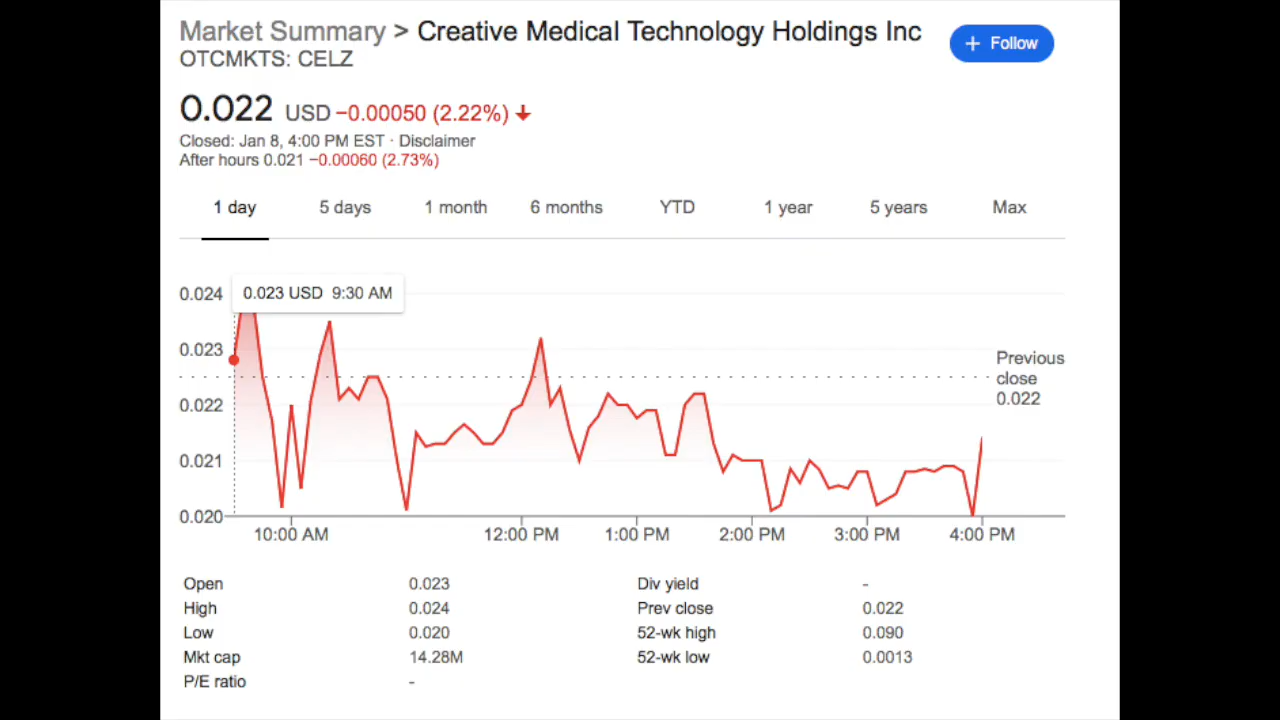 Market Summary > Creative Medical Technology Holdings Inc
+ Follow
OTCMKTS: CELZ
0.022 USD −0.00050 (2.22%) ↓
Closed: Jan 8, 4:00 PM EST · Disclaimer
After hours 0.021 −0.00060 (2.73%)
1 day 5 days 1 month 6 months YTD 1 year 5 years Max
0.024
0.023 USD 9:30 AM
0.023
Previous
close
0.022
0.022
0.021
0.020
10:00 AM 12:00 PM 1:00 PM 2:00 PM 3:00 PM 4:00 PM
Open 0.023 Div yield -
High 0.024 Prev close 0.022
Low 0.020 52-wk high 0.090
Mkt cap 14.28M 52-wk low 0.0013
P/E ratio -